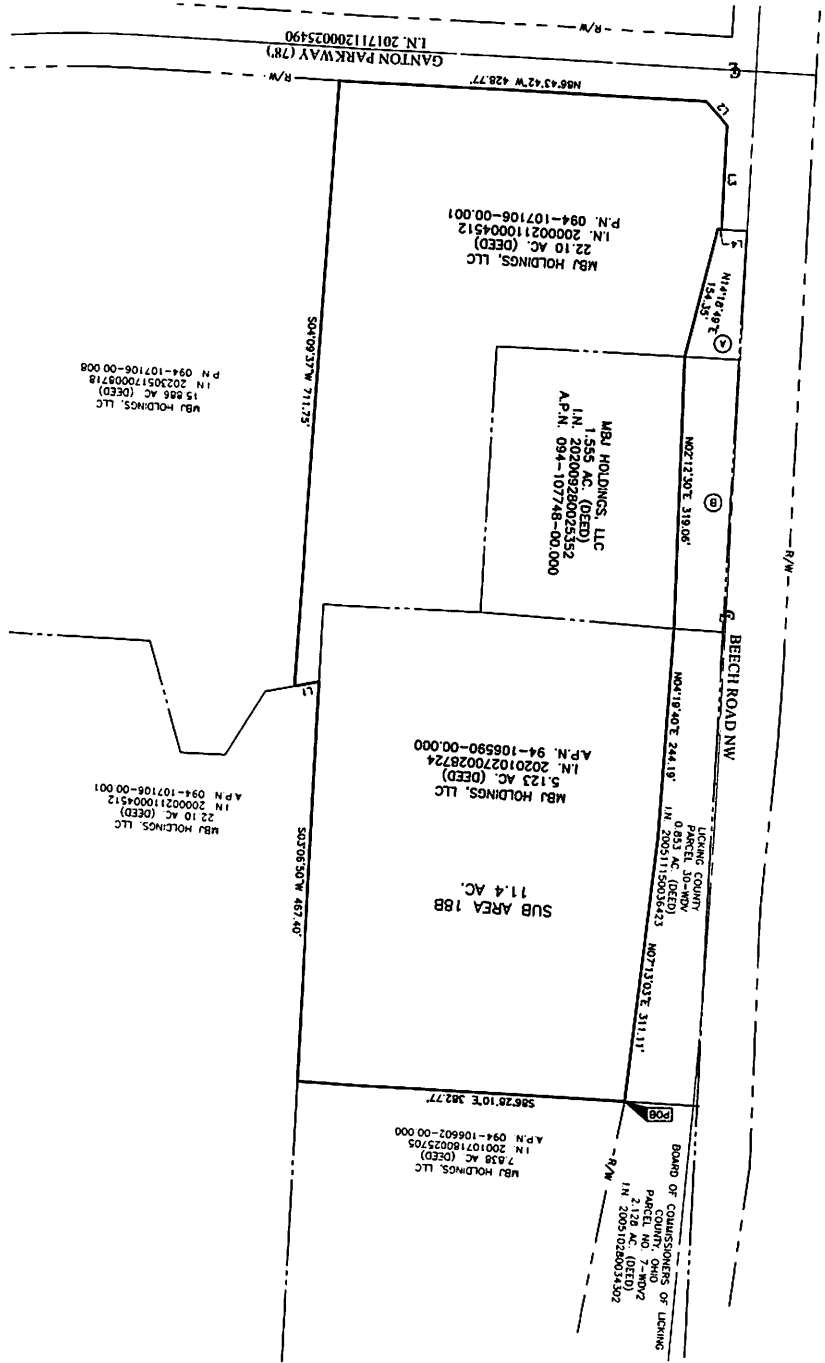 R/W
GANTON PARKWAY (78')
I.N. 201711200025490
R/W
N86°43'42"W 428.77'
L2
L3
L4
MBJ HOLDINGS, LLC
22.10 AC. (DEED)
I.N. 200002110004512
P.N. 094-107106-00.001
N14°18'49"E
154.35'
A
MBJ HOLDINGS, LLC
15.886 AC (DEED)
I.N 202305170008718
P.N 094-107106-00.008
S04°09'37"W 711.75'
MBJ HOLDINGS, LLC
1.555 AC. (DEED)
I.N. 202009280025352
A.P.N. 094-107748-00.000
N02°12'30"E 319.06'
B
R/W
BEECH ROAD NW
L1
MBJ HOLDINGS, LLC
5.123 AC. (DEED)
I.N. 202010270028724
A.P.N. 94-106590-00.000
N04°19'40"E 244.19'
LICKING COUNTY
PARCEL 30-WDV
0.853 AC. (DEED)
I.N. 200511150036423
MBJ HOLDINGS, LLC
22.10 AC (DEED)
I.N 200002110004512
A.P.N 094-107106-00.001
SUB AREA 18B
11.4 AC.
S03°06'50"W 467.40'
N07°13'03"E 311.11'
S86°28'10"E 382.77'
POB
MBJ HOLDINGS, LLC
7.838 AC (DEED)
I.N 200107180025705
A.P.N 094-106602-00.000
R/W
BOARD OF COMMISSIONERS OF LICKING
COUNTY, OHIO
PARCEL NO. 7-WDV2
2.128 AC. (DEED)
I.N. 200510280034302